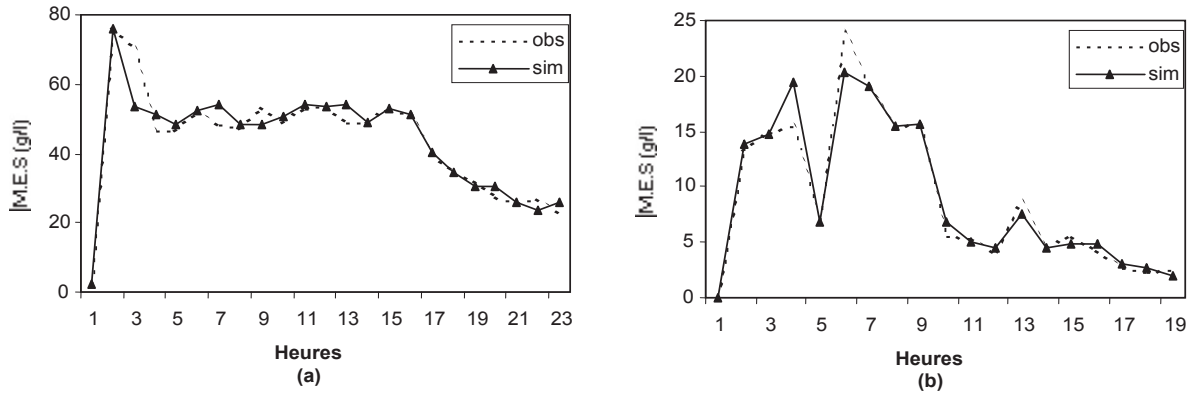 80
60
40
20
0
M.E.S (g/l)
obs
sim
1 3 5 7 9 11 13 15 17 19 21 23
Heures
(a)
25
20
15
10
5
0
M.E.S (g/l)
obs
sim
1 3 5 7 9 11 13 15 17 19
Heures
(b)